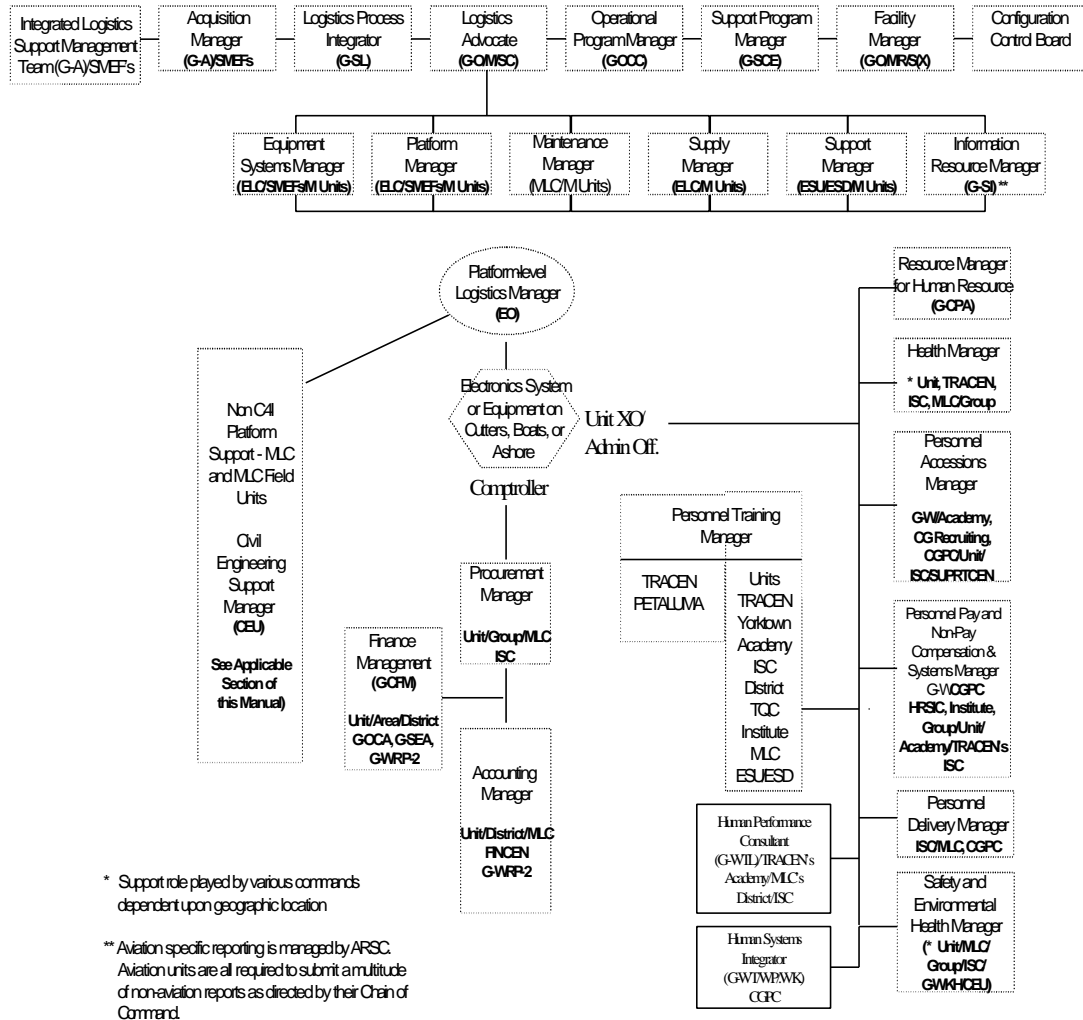 Integrated Logistics
Support Management
Team (G-A)/SMEF's
Acquisition
Manager
(G-A)/SMEFs
Logistics Process
Integrator
(G-SL)
Logistics
Advocate
(G-O/MSC)
Operational
Program Manager
(GOCC)
Support Program
Manager
(G-SCE)
Facility
Manager
(G-O/MR/S(X)
Configuration
Control Board
Equipment
Systems Manager
(ELC/SMEFs/M Units)
Platform
Manager
(ELC/SMEFs/M Units)
Maintenance
Manager
(MLC/M Units)
Supply
Manager
(ELC/M Units)
Support
Manager
(ESU/ESD/M Units)
Information
Resource Manager
(G-SI) **
Platform-level
Logistics Manager
(EO)
Electronics System
or Equipment on
Cutters, Boats, or
Ashore
Unit XO/
Admin Off.
Comptroller
Non C4I
Platform
Support - MLC
and MLC Field
Units
Civil
Engineering
Support
Manager
(CEU)
See Applicable
Section of
this Manual)
Procurement
Manager
Unit/Group/MLC
ISC
Finance
Management
(G-CFM)
Unit/Area/District
G-OCA, G-SEA,
G-WRP-2
Accounting
Manager
Unit/District/MLC
FINCEN
G-WRP-2
Personnel Training
Manager
TRACEN
PETALUMA
Units
TRACEN
Yorktown
Academy
ISC
District
TQC
Institute
MLC
ESU/ESD
Human Performance
Consultant
(G-WTL)/TRACEN's
Academy/MLC's
District/ISC
Human Systems
Integrator
(G-WT/WP/WK)
CGPC
Resource Manager
for Human Resource
(G-CPA)
Health Manager
* Unit, TRACEN,
ISC, MLC/Group
Personnel
Accessions
Manager
G-W/Academy,
CG Recruiting,
CGPC/Unit/
ISC/SUPRTCEN
Personnel Pay and
Non-Pay
Compensation &
Systems Manager
G-W/CGPC
HRSIC, Institute,
Group/Unit/
Academy/TRACEN's
ISC
Personnel
Delivery Manager
ISC/MLC, CGPC
Safety and
Environmental
Health Manager
(* Unit/MLC/
Group/ISC/
G-WKH/CEU)
* Support role played by various commands
dependent upon geographic location
** Aviation specific reporting is managed by ARSC.
Aviation units are all required to submit a multitude
of non-aviation reports as directed by their Chain of
Command.